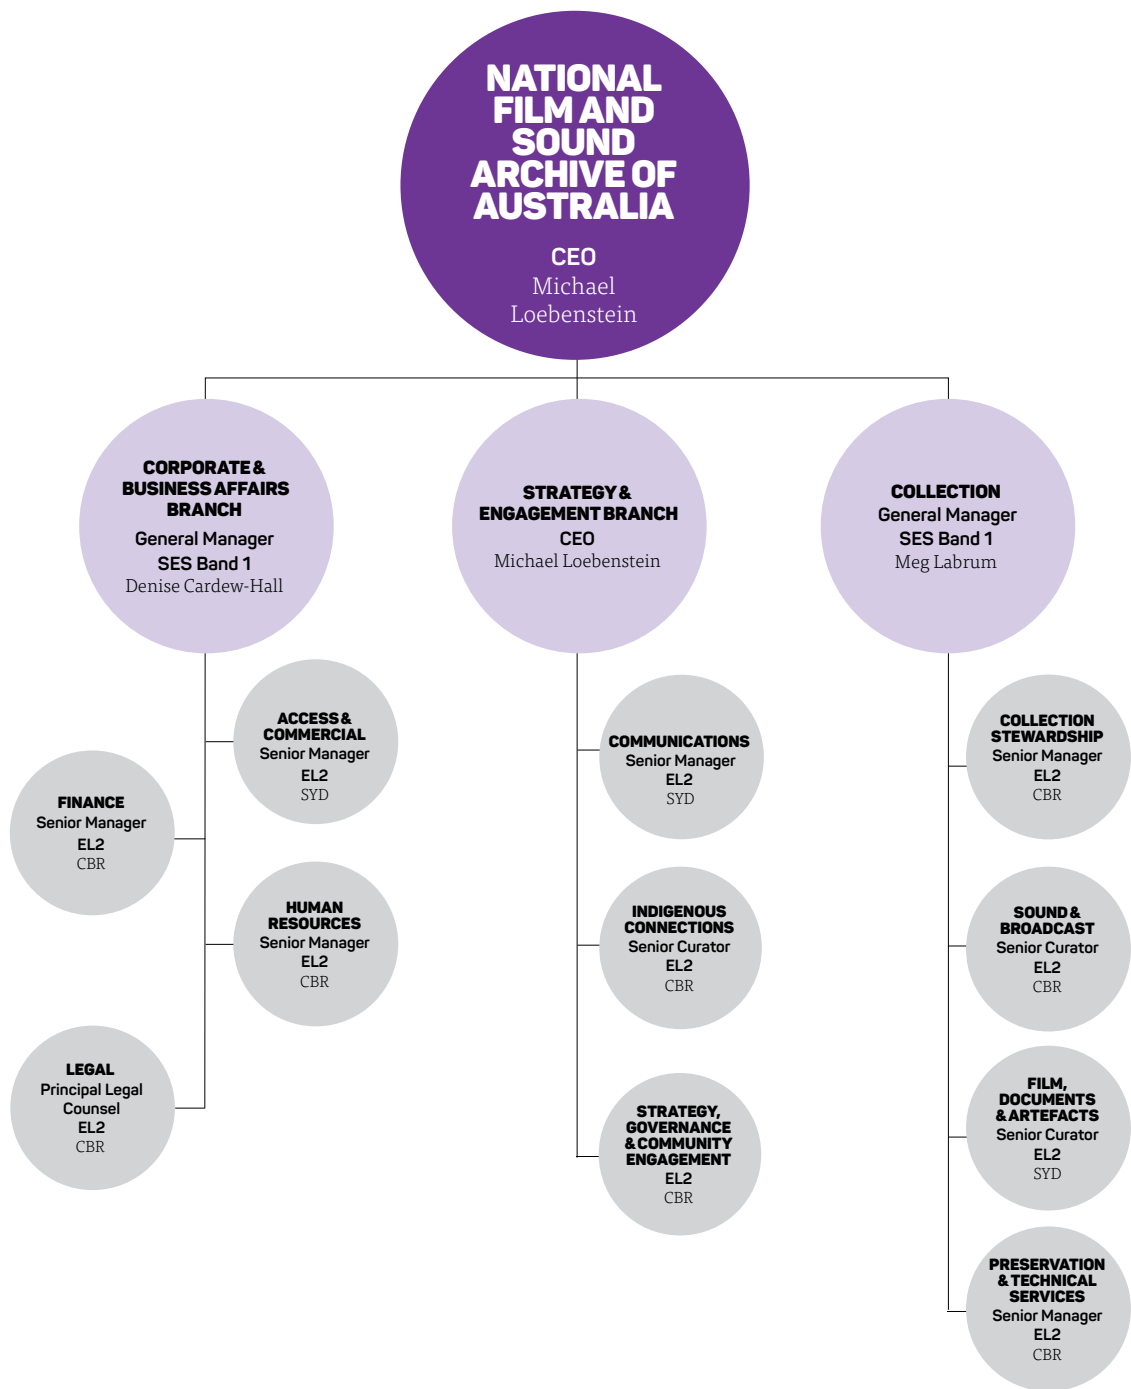 NATIONAL
FILM AND
SOUND
ARCHIVE OF
AUSTRALIA
CEO
Michael
Loebenstein
CORPORATE &
BUSINESS AFFAIRS
BRANCH
General Manager
SES Band 1
Denise Cardew-Hall
STRATEGY &
ENGAGEMENT BRANCH
CEO
Michael Loebenstein
COLLECTION
General Manager
SES Band 1
Meg Labrum
ACCESS &
COMMERCIAL
Senior Manager
EL2
SYD
FINANCE
Senior Manager
EL2
CBR
HUMAN
RESOURCES
Senior Manager
EL2
CBR
LEGAL
Principal Legal
Counsel
EL2
CBR
COMMUNICATIONS
Senior Manager
EL2
SYD
INDIGENOUS
CONNECTIONS
Senior Curator
EL2
CBR
STRATEGY,
GOVERNANCE
& COMMUNITY
ENGAGEMENT
EL2
CBR
COLLECTION
STEWARDSHIP
Senior Manager
EL2
CBR
SOUND &
BROADCAST
Senior Curator
EL2
CBR
FILM,
DOCUMENTS
& ARTEFACTS
Senior Curator
EL2
SYD
PRESERVATION
& TECHNICAL
SERVICES
Senior Manager
EL2
CBR